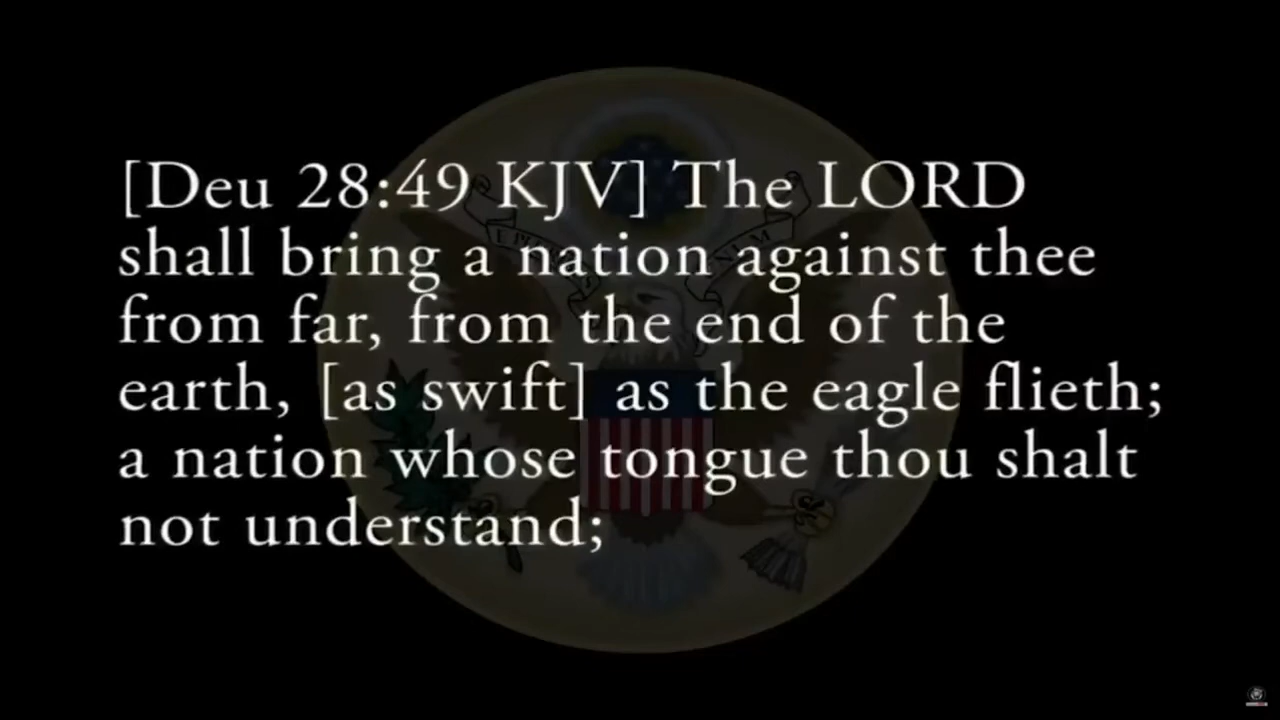 [Deu 28:49 KJV] The LORD
shall bring a nation against thee
from far, from the end of the
earth, [as swift] as the eagle flieth;
a nation whose tongue thou shalt
not understand;